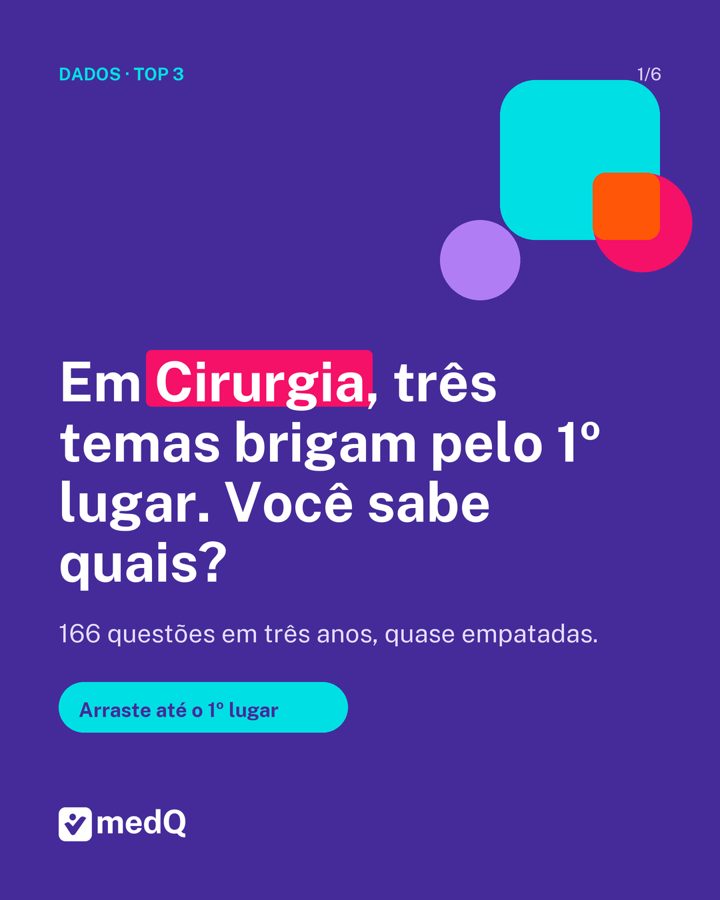 DADOS · TOP 3
1/6
Em Cirurgia, três
temas brigam pelo 1º
lugar. Você sabe
quais?
166 questões em três anos, quase empatadas.
Arraste até o 1º lugar
medQ